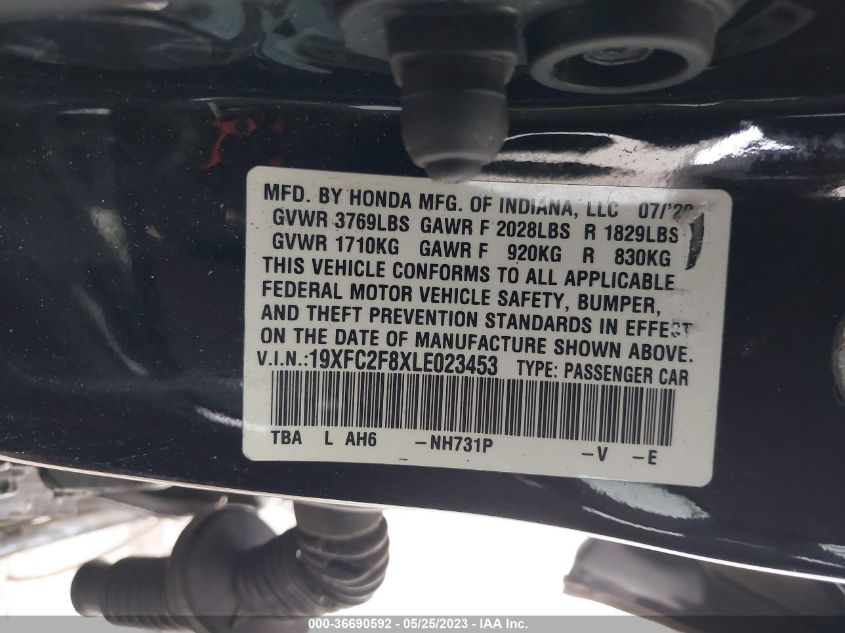 MFD. BY HONDA MFG. OF INDIANA, LLC 07/'20
GVWR 3769LBS GAWR F 2028LBS R 1829LBS
GVWR 1710KG GAWR F 920KG R 830KG
THIS VEHICLE CONFORMS TO ALL APPLICABLE
FEDERAL MOTOR VEHICLE SAFETY, BUMPER,
AND THEFT PREVENTION STANDARDS IN EFFECT
ON THE DATE OF MANUFACTURE SHOWN ABOVE.
V.I.N.:19XFC2F8XLE023453 TYPE: PASSENGER CAR
TBA L AH6 -NH731P -V -E
000-36690592 - 05/25/2023 - IAA Inc.